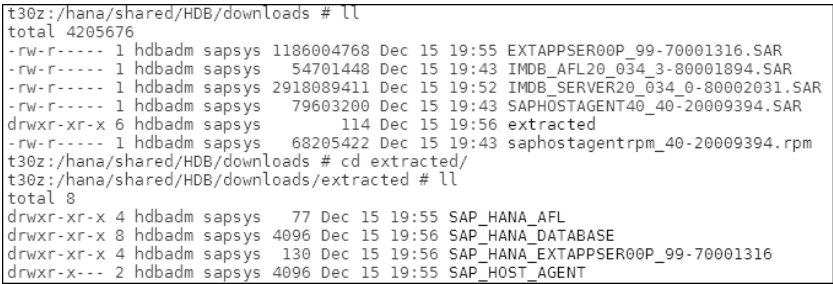 t30z:/hana/shared/HDB/downloads # ll
total 4205676
-rw-r----- 1 hdbadm sapsys 1186004768 Dec 15 19:55 EXTAPPSER00P_99-70001316.SAR
-rw-r----- 1 hdbadm sapsys   54701448 Dec 15 19:43 IMDB_AFL20_034_3-80001894.SAR
-rw-r----- 1 hdbadm sapsys 2918089411 Dec 15 19:52 IMDB_SERVER20_034_0-80002031.SAR
-rw-r----- 1 hdbadm sapsys   79603200 Dec 15 19:43 SAPHOSTAGENT40_40-20009394.SAR
drwxr-xr-x 6 hdbadm sapsys        114 Dec 15 19:56 extracted
-rw-r----- 1 hdbadm sapsys   68205422 Dec 15 19:43 saphostagentrpm_40-20009394.rpm
t30z:/hana/shared/HDB/downloads # cd extracted/
t30z:/hana/shared/HDB/downloads/extracted # ll
total 8
drwxr-xr-x 4 hdbadm sapsys   77 Dec 15 19:55 SAP_HANA_AFL
drwxr-xr-x 8 hdbadm sapsys 4096 Dec 15 19:56 SAP_HANA_DATABASE
drwxr-xr-x 4 hdbadm sapsys  130 Dec 15 19:56 SAP_HANA_EXTAPPSER00P_99-70001316
drwxr-x--- 2 hdbadm sapsys 4096 Dec 15 19:55 SAP_HOST_AGENT